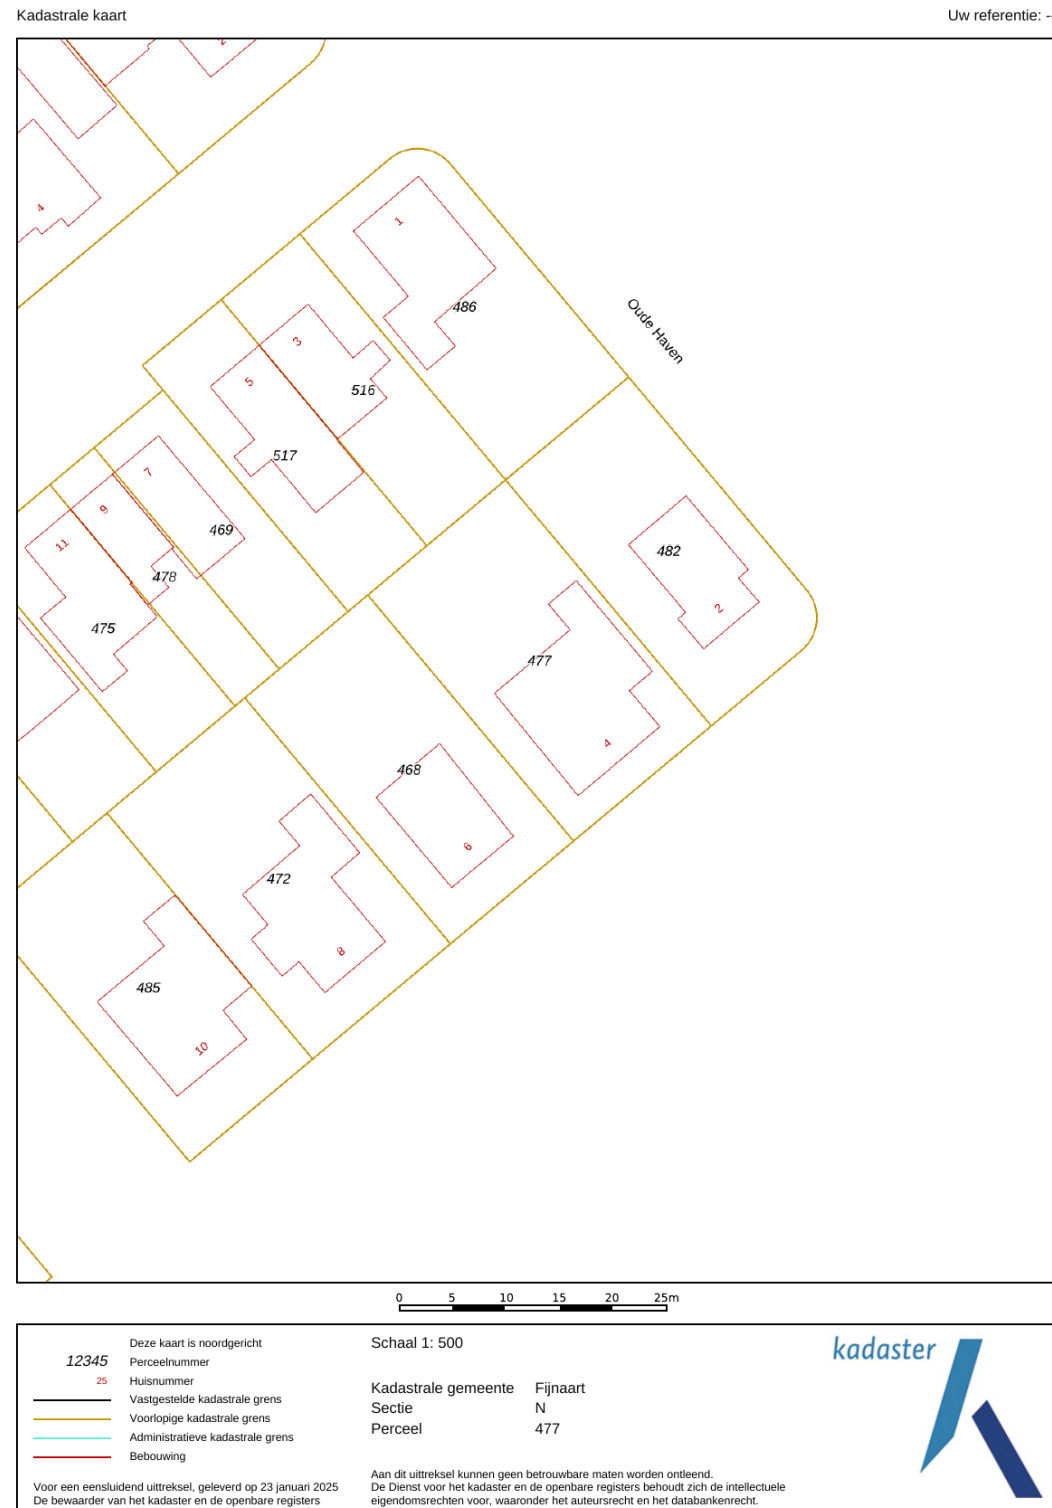 Kadastrale kaart
Uw referentie: --
2
4
1
486
Oude Haven
3
516
5
517
7
469
9
478
11
475
482
2
477
4
468
6
472
8
485
10
0 5 10 15 20 25m
Deze kaart is noordgericht
12345 Perceelnummer
25 Huisnummer
Vastgestelde kadastrale grens
Voorlopige kadastrale grens
Administratieve kadastrale grens
Bebouwing
Voor een eensluidend uittreksel, geleverd op 23 januari 2025
De bewaarder van het kadaster en de openbare registers
Schaal 1: 500
Kadastrale gemeente Fijnaart
Sectie N
Perceel 477
Aan dit uittreksel kunnen geen betrouwbare maten worden ontleend.
De Dienst voor het kadaster en de openbare registers behoudt zich de intellectuele
eigendomsrechten voor, waaronder het auteursrecht en het databankenrecht.
kadaster